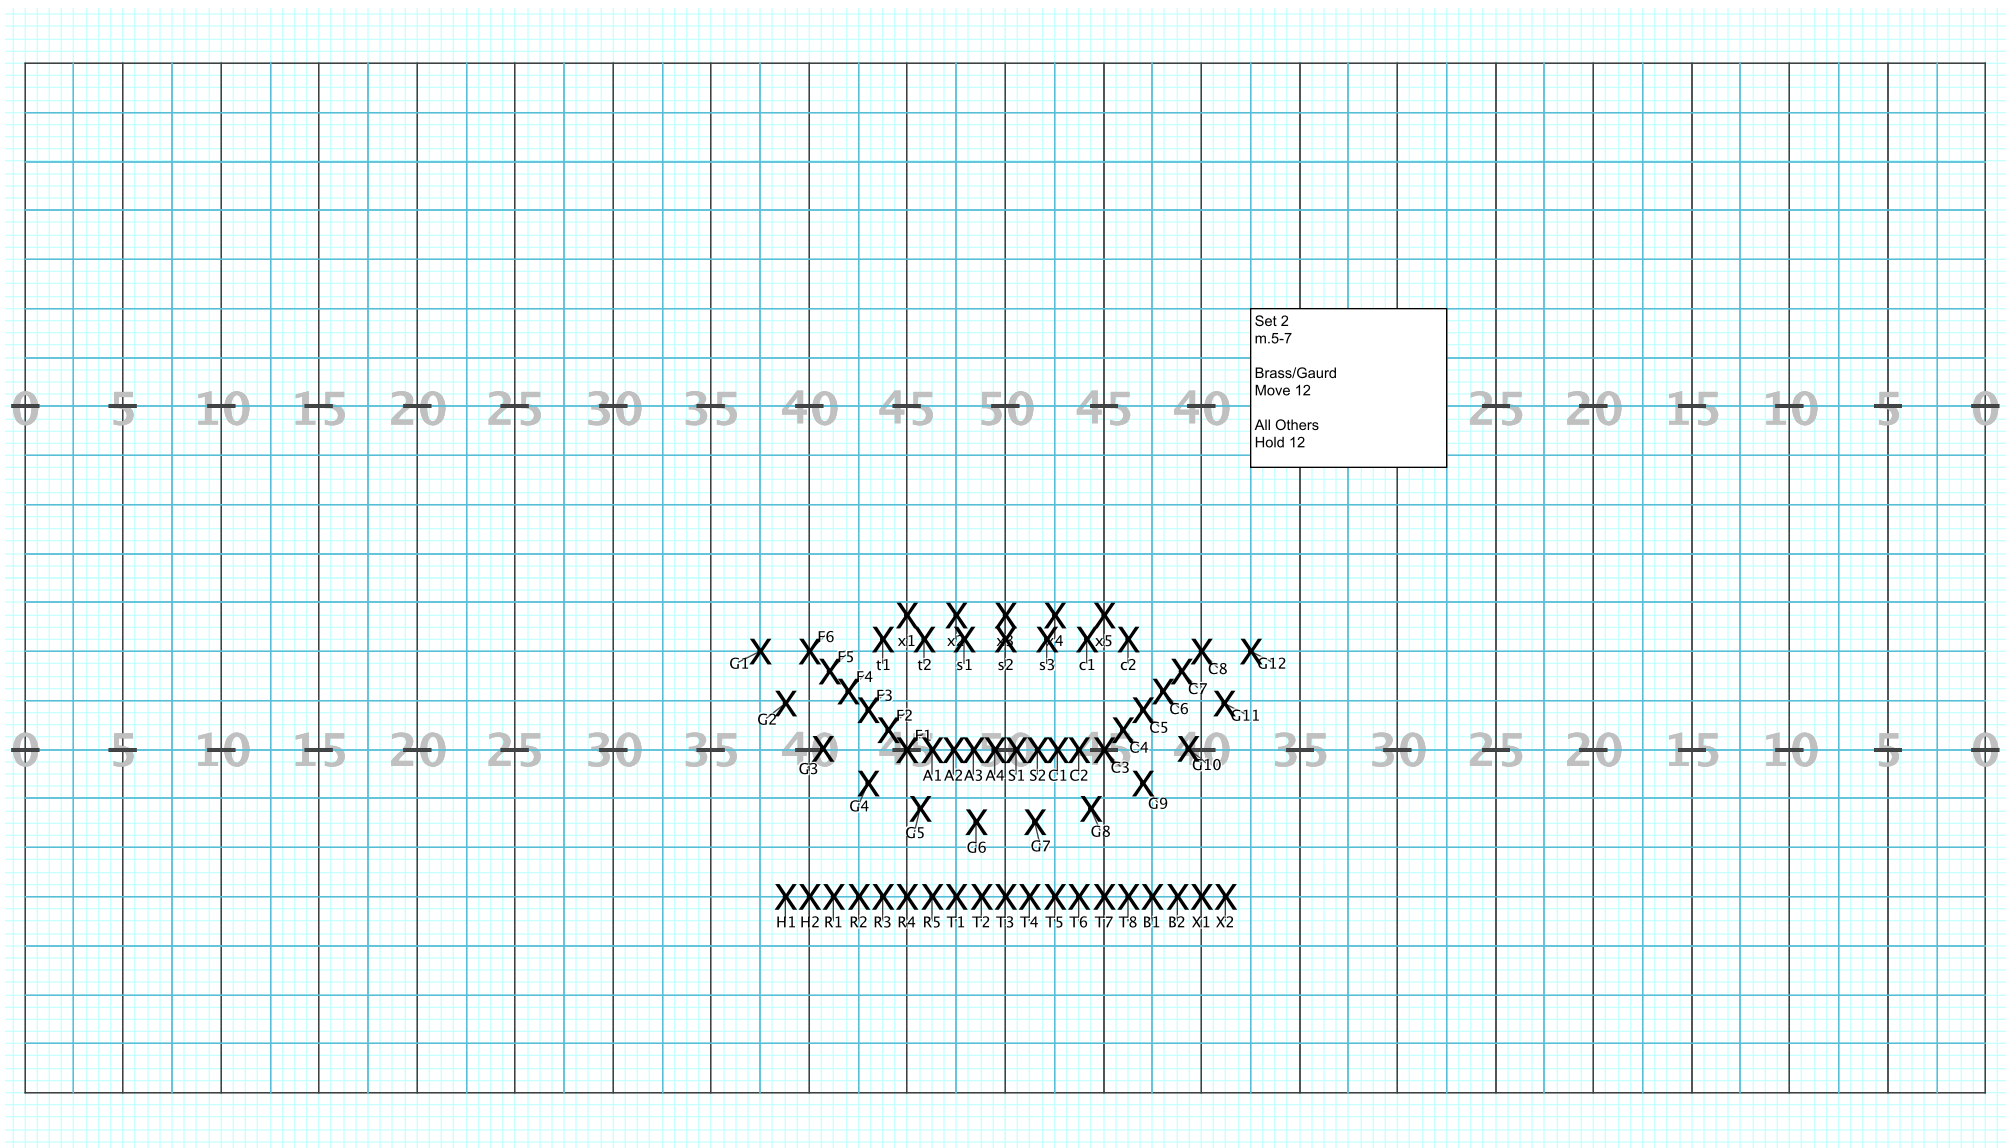 Set 2
m.5-7
Brass/Gaurd
Move 12
All Others
Hold 12
0 5 10 15 20 25 30 35 40 45 50 45 40 25 20 15 10 5 0
x1 x2 x3 x4 x5
t1 t2 s1 s2 s3 c1 c2
G1 F6 C8 G12
F5 C7
F4 C6
G2 F3 C5 G11
F2 C4
0 5 10 15 20 25 30 35 40 45 50 45 40 35 30 25 20 15 10 5 0
G3 F1 C3 G10
A1 A2 A3 A4 S1 S2 C1 C2
G4 G9
G5 G8
G6 G7
H1 H2 R1 R2 R3 R4 R5 T1 T2 T3 T4 T5 T6 T7 T8 B1 B2 X1 X2